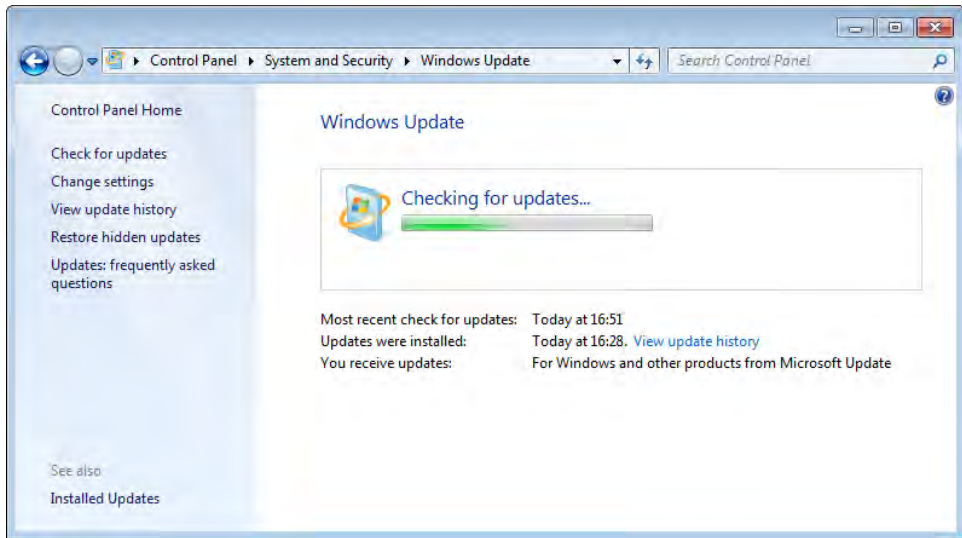 Control Panel ▸ System and Security ▸ Windows Update
Search Control Panel
Control Panel Home
Check for updates
Change settings
View update history
Restore hidden updates
Updates: frequently asked
questions
See also
Installed Updates
Windows Update
Checking for updates...
Most recent check for updates: Today at 16:51
Updates were installed: Today at 16:28. View update history
You receive updates: For Windows and other products from Microsoft Update